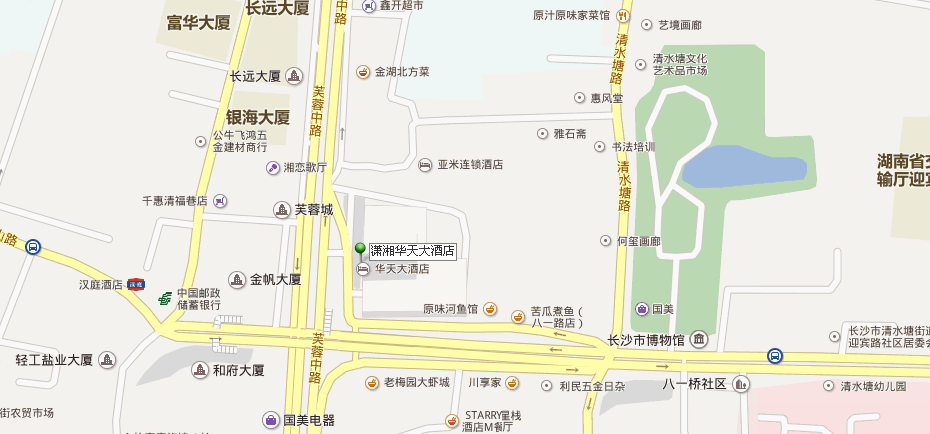 长远大厦
鑫开超市
富华大厦
芙蓉中路
原汁原味家菜馆
艺境画廊
清水塘路
清水塘文化
艺术品市场
长远大厦
金湖北方菜
芙蓉中路
惠风堂
银海大厦
公牛飞鸿五
金建材商行
雅石斋
书法培训
湘恋歌厅
亚米连锁酒店
湖南省交
输厅迎宾
清水塘路
千惠清福巷店
芙蓉城
山路
何玺画廊
潇湘华天大酒店
华天大酒店
汉庭酒店
金帆大厦
中国邮政
储蓄银行
原味河鱼馆
苦瓜煮鱼（
八一路店）
国美
芙蓉中路
长沙市博物馆
长沙市清水塘街道
迎宾路社区居委会
轻工盐业大厦
和府大厦
老梅园大虾城
川享家
利民五金日杂
八一桥社区
清水塘幼儿园
街农贸市场
国美电器
STARRY星栈
酒店M餐厅